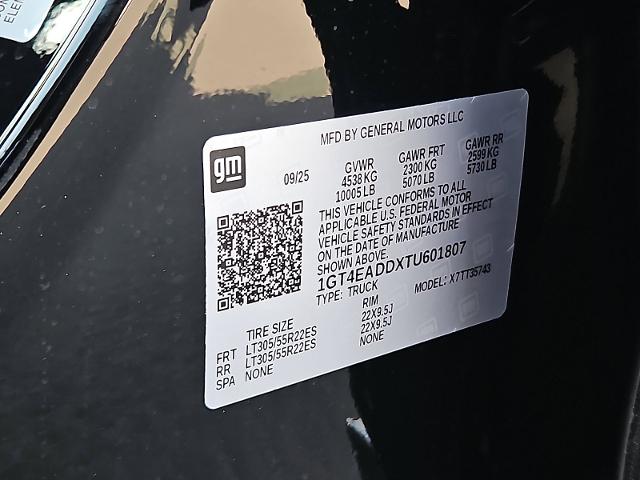 MFD BY GENERAL MOTORS LLC
gm
09/25
GVWR GAWR FRT GAWR RR
4538 KG 2300 KG 2599 KG
10005 LB 5070 LB 5730 LB
THIS VEHICLE CONFORMS TO ALL
APPLICABLE U.S. FEDERAL MOTOR
VEHICLE SAFETY STANDARDS IN EFFECT
ON THE DATE OF MANUFACTURE
SHOWN ABOVE.
1GT4EADDXTU601807
TYPE: TRUCK MODEL: X7TT35743
TIRE SIZE RIM
FRT LT305/55R22ES 22X9.5J
RR LT305/55R22ES 22X9.5J
SPA NONE NONE